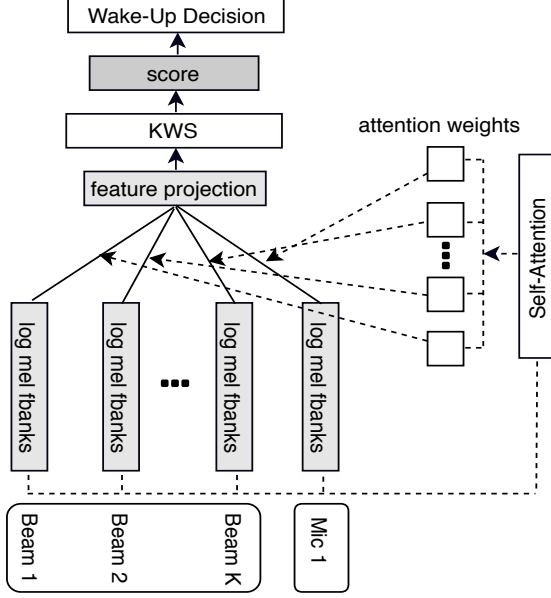 Wake-Up Decision
score
KWS
attention weights
feature projection
Self-Attention
log mel fbanks
log mel fbanks
log mel fbanks
log mel fbanks
Beam 1
Beam 2
Beam K
Mic 1